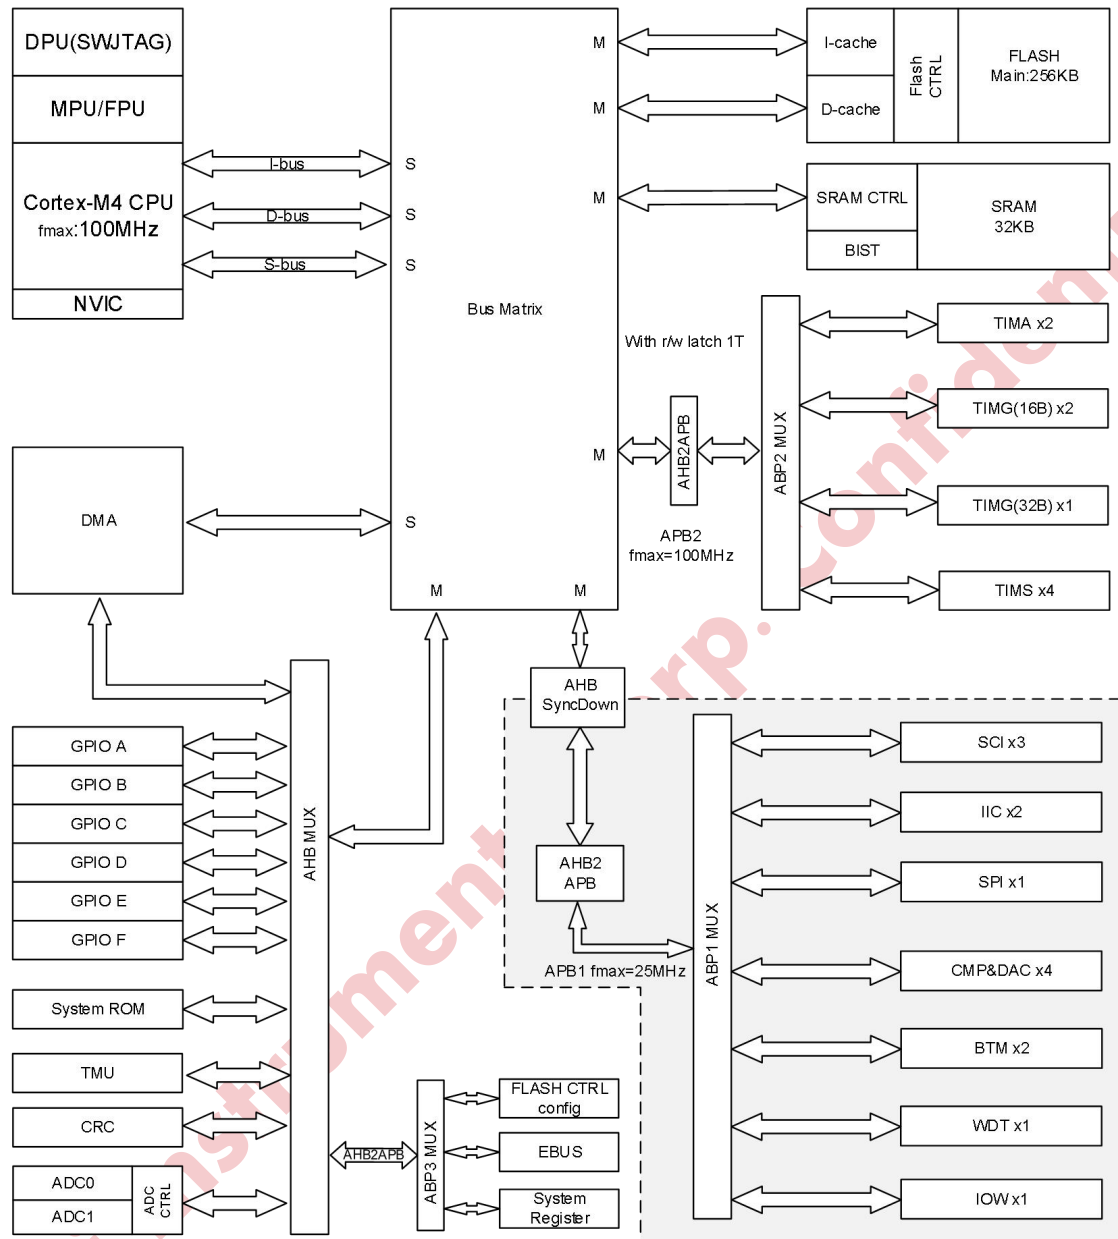 DPU(SWJTAG)
MPU/FPU
Cortex-M4 CPU
fmax:100MHz
NVIC
I-bus
D-bus
S-bus
S
S
S
S
Bus Matrix
M
M
M
M
M
M
I-cache
D-cache
Flash
CTRL
FLASH
Main:256KB
SRAM CTRL
BIST
SRAM
32KB
With r/w latch 1T
AHB2APB
APB2
fmax=100MHz
ABP2 MUX
TIMA x2
TIMG(16B) x2
TIMG(32B) x1
TIMS x4
DMA
AHB MUX
GPIO A
GPIO B
GPIO C
GPIO D
GPIO E
GPIO F
System ROM
TMU
CRC
ADC0
ADC1
ADC
CTRL
AHB2APB
ABP3 MUX
FLASH CTRL
config
EBUS
System
Register
AHB
SyncDown
AHB2
APB
APB1 fmax=25MHz
ABP1 MUX
SCI x3
IIC x2
SPI x1
CMP&DAC x4
BTM x2
WDT x1
IOW x1